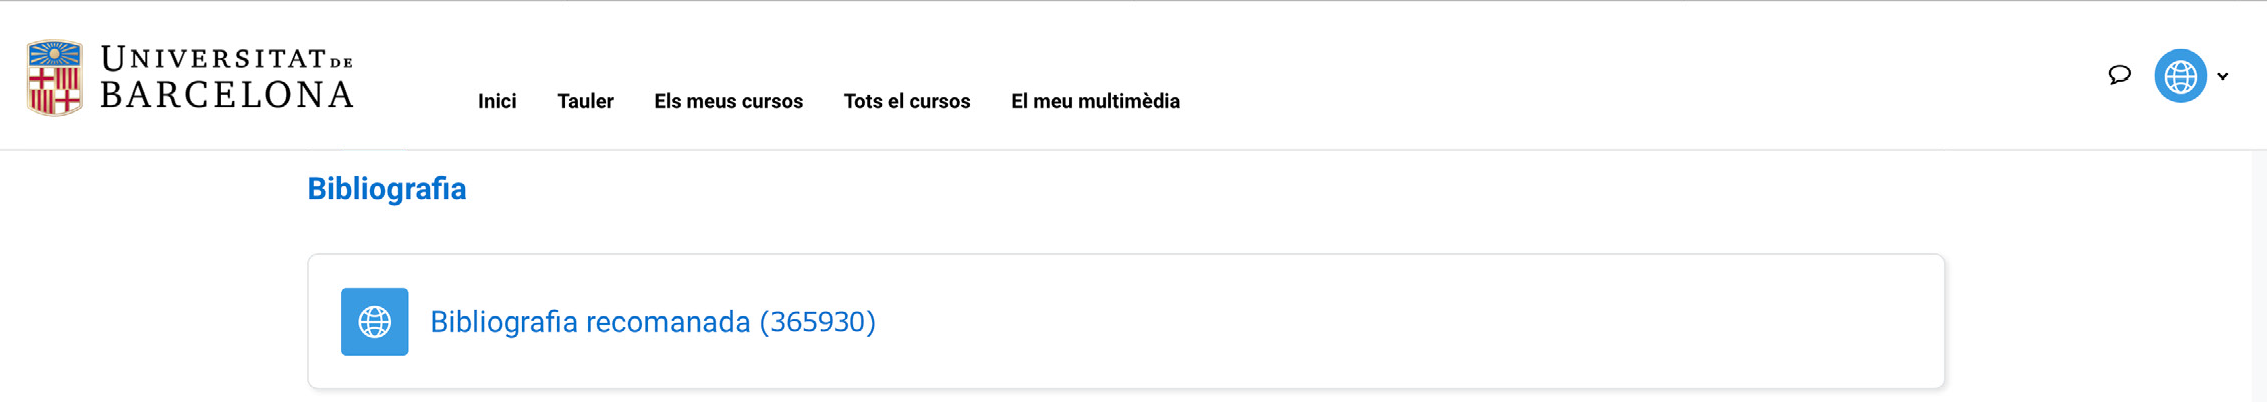 UNIVERSITAT DE
BARCELONA
Inici Tauler Els meus cursos Tots el cursos El meu multimèdia
Bibliografia
Bibliografia recomanada (365930)